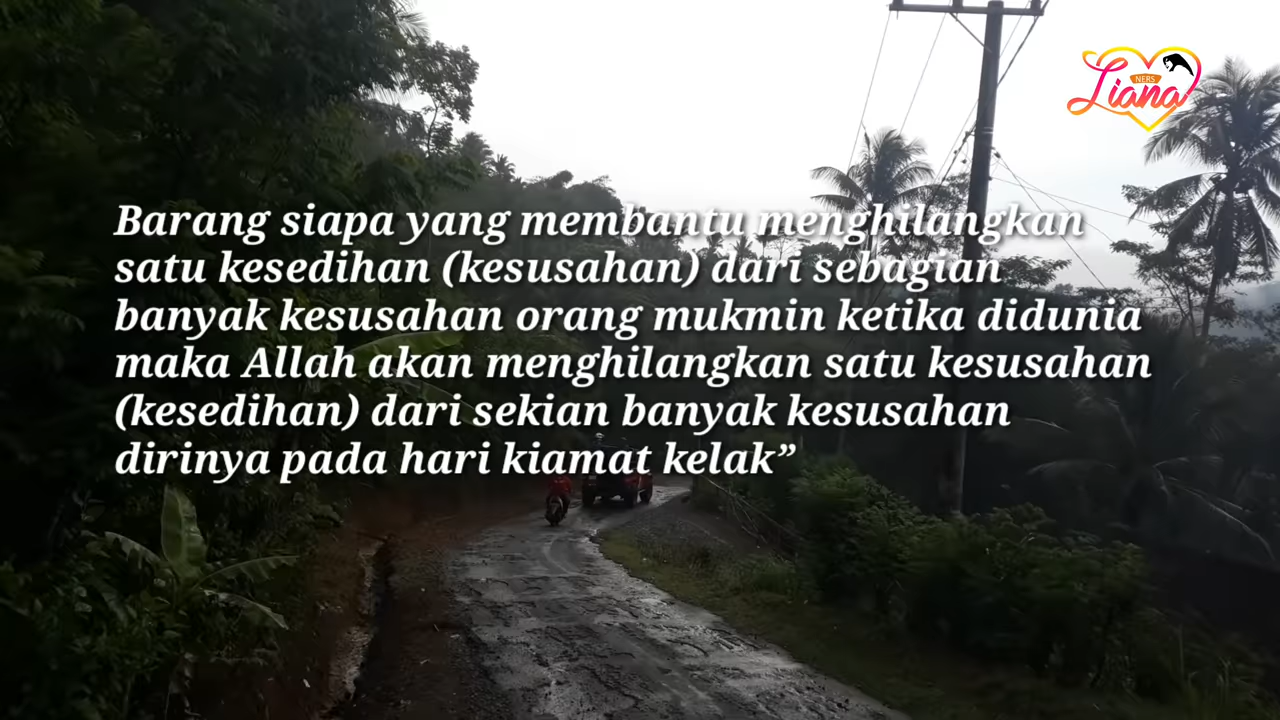 NERS
Liana
Barang siapa yang membantu menghilangkan
satu kesedihan (kesusahan) dari sebagian
banyak kesusahan orang mukmin ketika didunia
maka Allah akan menghilangkan satu kesusahan
(kesedihan) dari sekian banyak kesusahan
dirinya pada hari kiamat kelak”